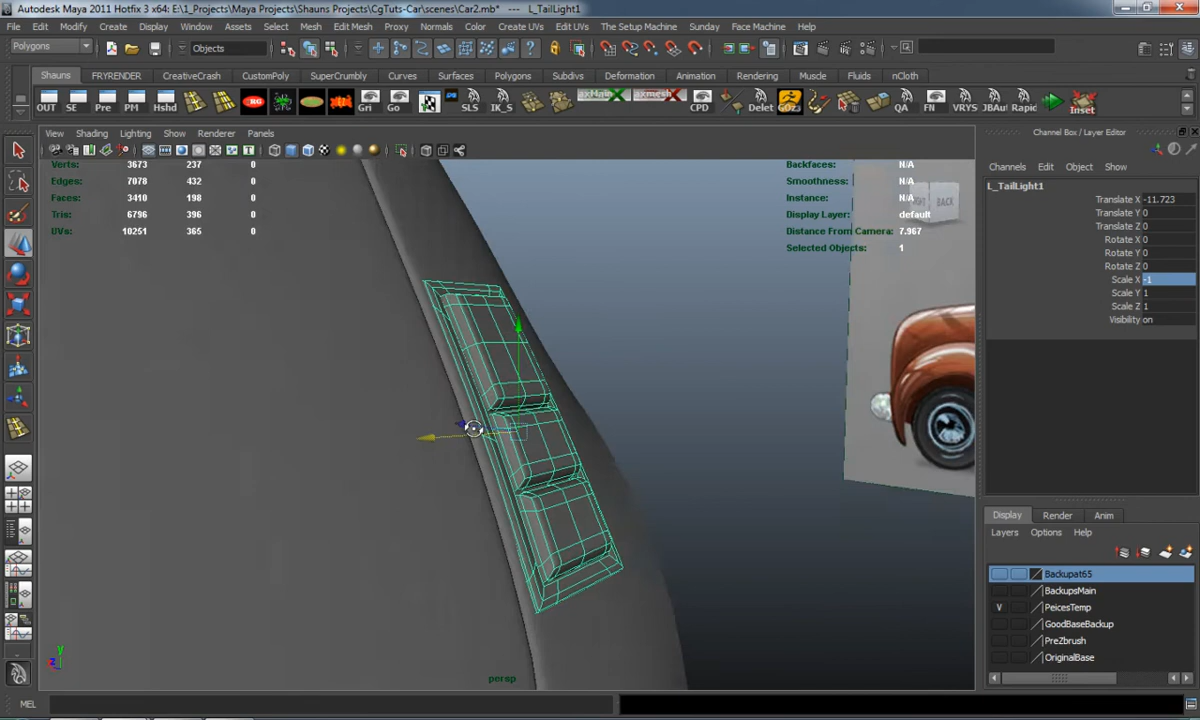 Autodesk Maya 2011 Hotfix 3 x64: E:\1_Projects\Maya Projects\Shauns Projects\CgTuts-Car\scenes\Car2.mb* --- L_TailLight1
File Edit Modify Create Display Window Assets Select Mesh Edit Mesh Proxy Normals Color Create UVs Edit UVs The Setup Machine Sunday Face Machine Help
Polygons Objects
Shauns FRYRENDER CreativeCrash CustomPoly SuperCrumbly Curves Surfaces Polygons Subdivs Deformation Animation Rendering Muscle Fluids nCloth
OUT SE Pre PM Hshd Gri Go SLS IK_S axMain axmesh CPD Delet GoZ> QA FN VRYS JBAut Rapic Inset
View Shading Lighting Show Renderer Panels
Channel Box / Layer Editor
Verts: 3673 237 0
Edges: 7078 432 0
Faces: 3410 198 0
Tris: 6796 396 0
UVs: 10251 365 0
Backfaces: N/A
Smoothness: N/A
Instance: N/A
Display Layer: default
Distance From Camera: 7.967
Selected Objects: 1
BACK
Channels Edit Object Show
L_TailLight1
Translate X -11.723
Translate Y 0
Translate Z 0
Rotate X 0
Rotate Y 0
Rotate Z 0
Scale X -1
Scale Y 1
Scale Z 1
Visibility on
Display Render Anim
Layers Options Help
Backupat65
BackupsMain
V PeicesTemp
GoodBaseBackup
PreZbrush
OriginalBase
y
z
persp
MEL